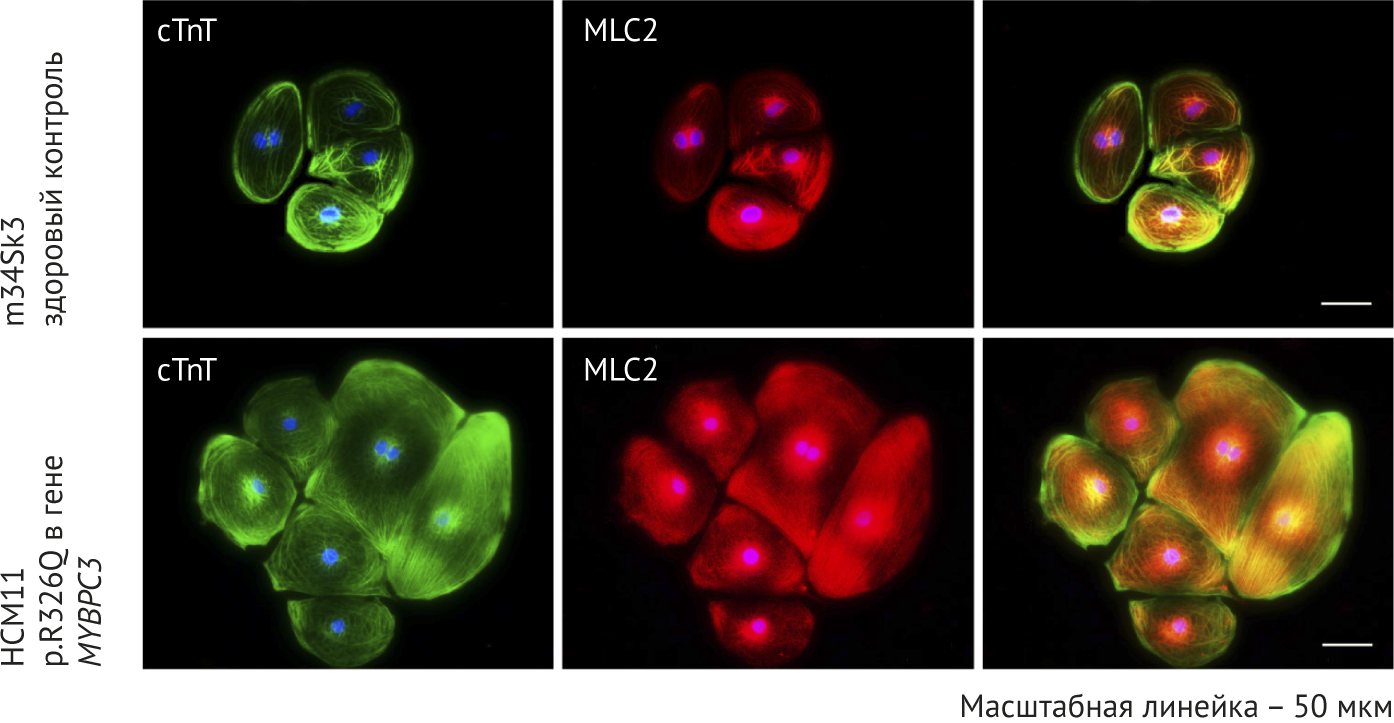 m34Sk3
здоровый контроль
cTnT
MLC2
HCM11
p.R326Q в гене
MYBPC3
cTnT
MLC2
Масштабная линейка – 50 мкм